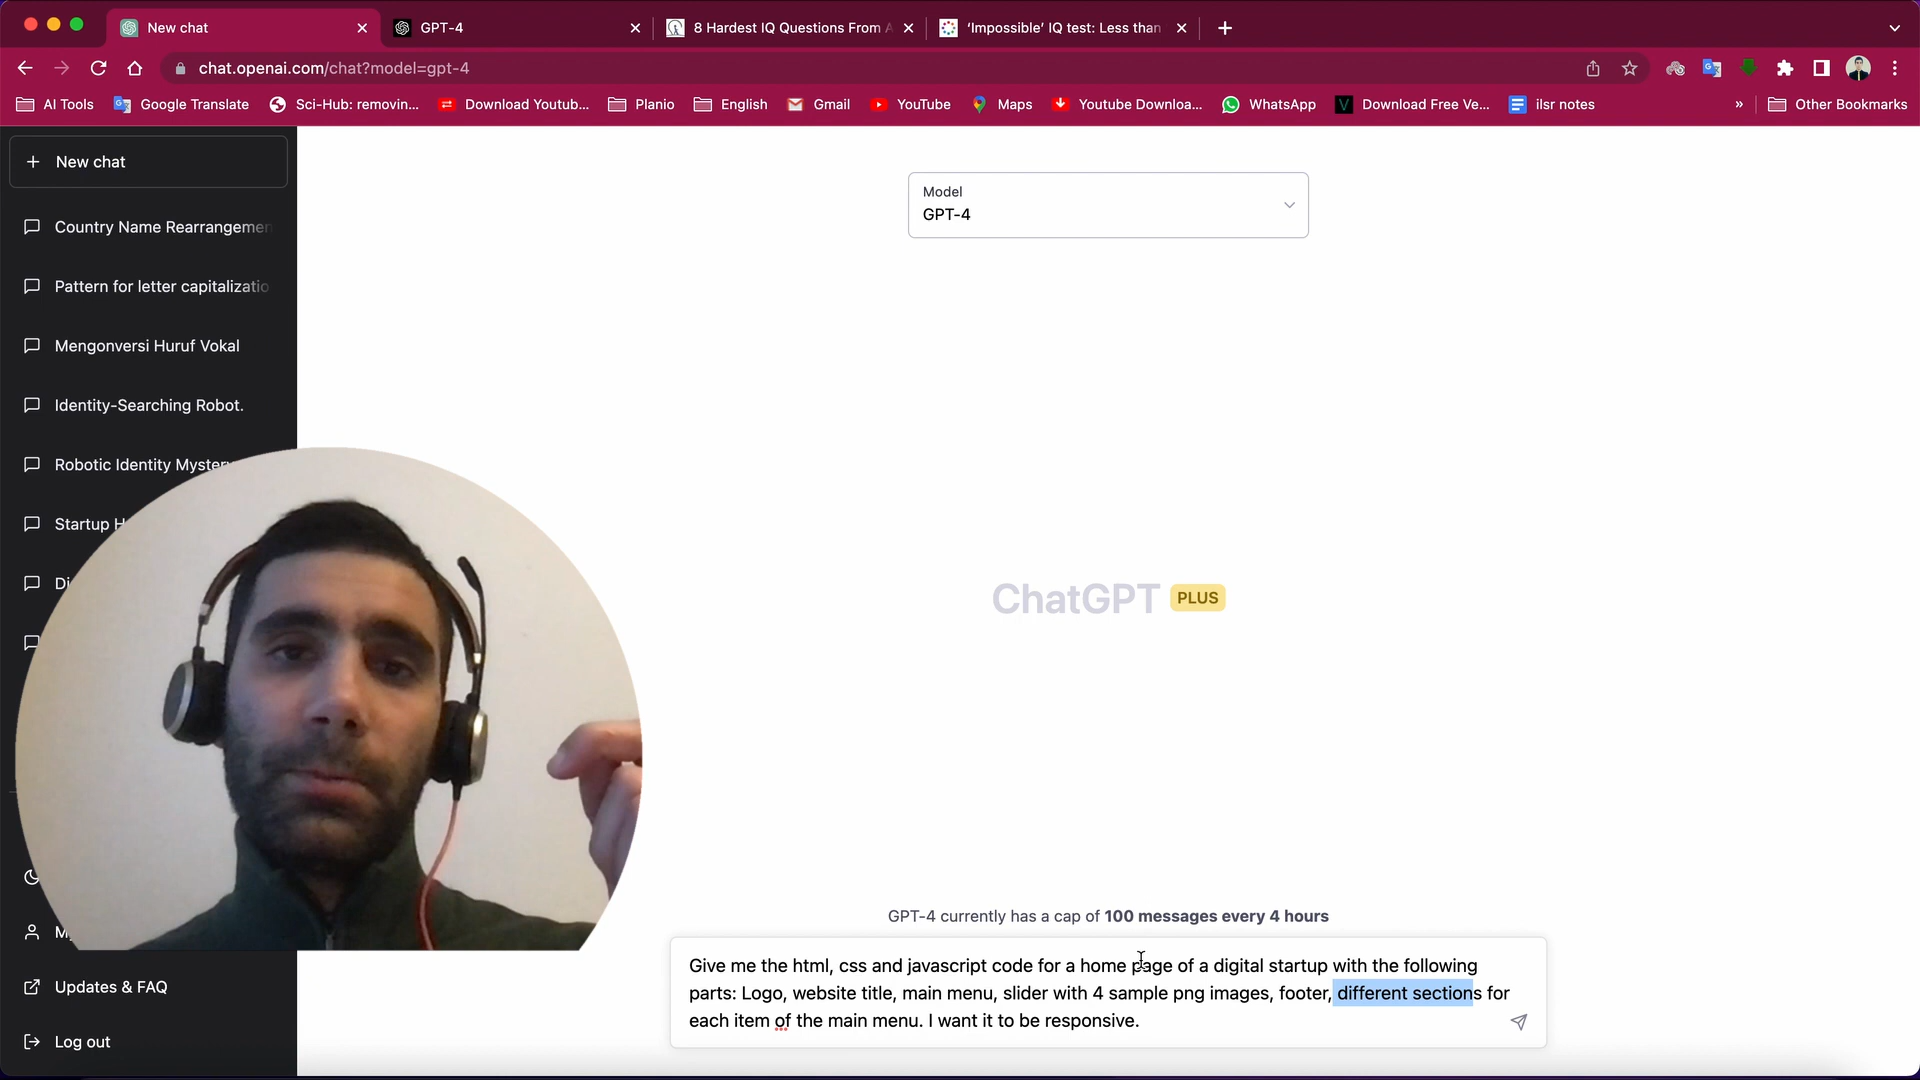 New chat
GPT-4
8 Hardest IQ Questions From A
'Impossible' IQ test: Less than
chat.openai.com/chat?model=gpt-4
AI Tools
Google Translate
Sci-Hub: removin...
Download Youtub...
Planio
English
Gmail
YouTube
Maps
Youtube Downloa...
WhatsApp
Download Free Ve...
ilsr notes
»
Other Bookmarks
+ New chat
Country Name Rearrangemen
Pattern for letter capitalizatio
Mengonversi Huruf Vokal
Identity-Searching Robot.
Robotic Identity Mystery
Startup H
Di
Updates & FAQ
Log out
Model
GPT-4
ChatGPT PLUS
GPT-4 currently has a cap of 100 messages every 4 hours
Give me the html, css and javascript code for a home page of a digital startup with the following
parts: Logo, website title, main menu, slider with 4 sample png images, footer, different sections for
each item of the main menu. I want it to be responsive.